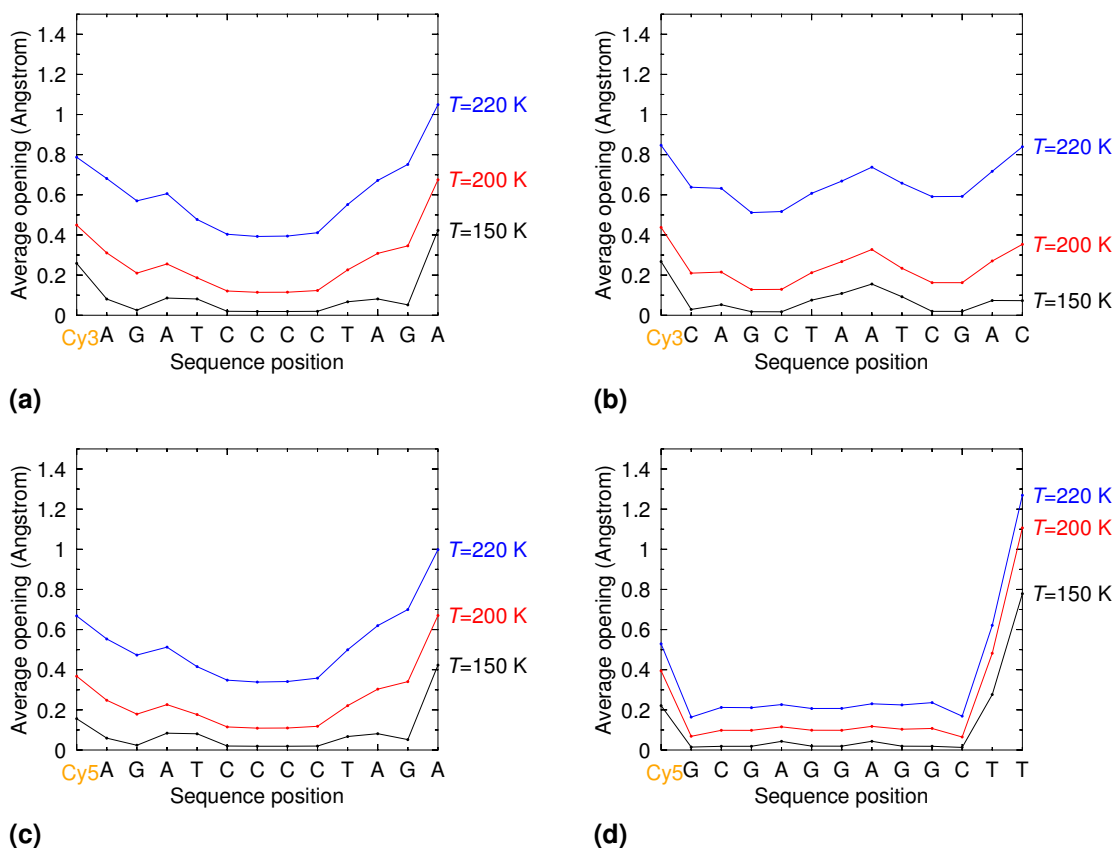 Average opening (Angstrom)
1.4
1.2
1
0.8
0.6
0.4
0.2
0
T=220 K
T=200 K
T=150 K
Cy3 A G A T C C C C T A G A
Sequence position
(a)
Average opening (Angstrom)
1.4
1.2
1
0.8
0.6
0.4
0.2
0
T=220 K
T=200 K
T=150 K
Cy3 C A G C T A A T C G A C
Sequence position
(b)
Average opening (Angstrom)
1.4
1.2
1
0.8
0.6
0.4
0.2
0
T=220 K
T=200 K
T=150 K
Cy5 A G A T C C C C T A G A
Sequence position
(c)
Average opening (Angstrom)
1.4
1.2
1
0.8
0.6
0.4
0.2
0
T=220 K
T=200 K
T=150 K
Cy5 G C G A G G A G G C T T
Sequence position
(d)